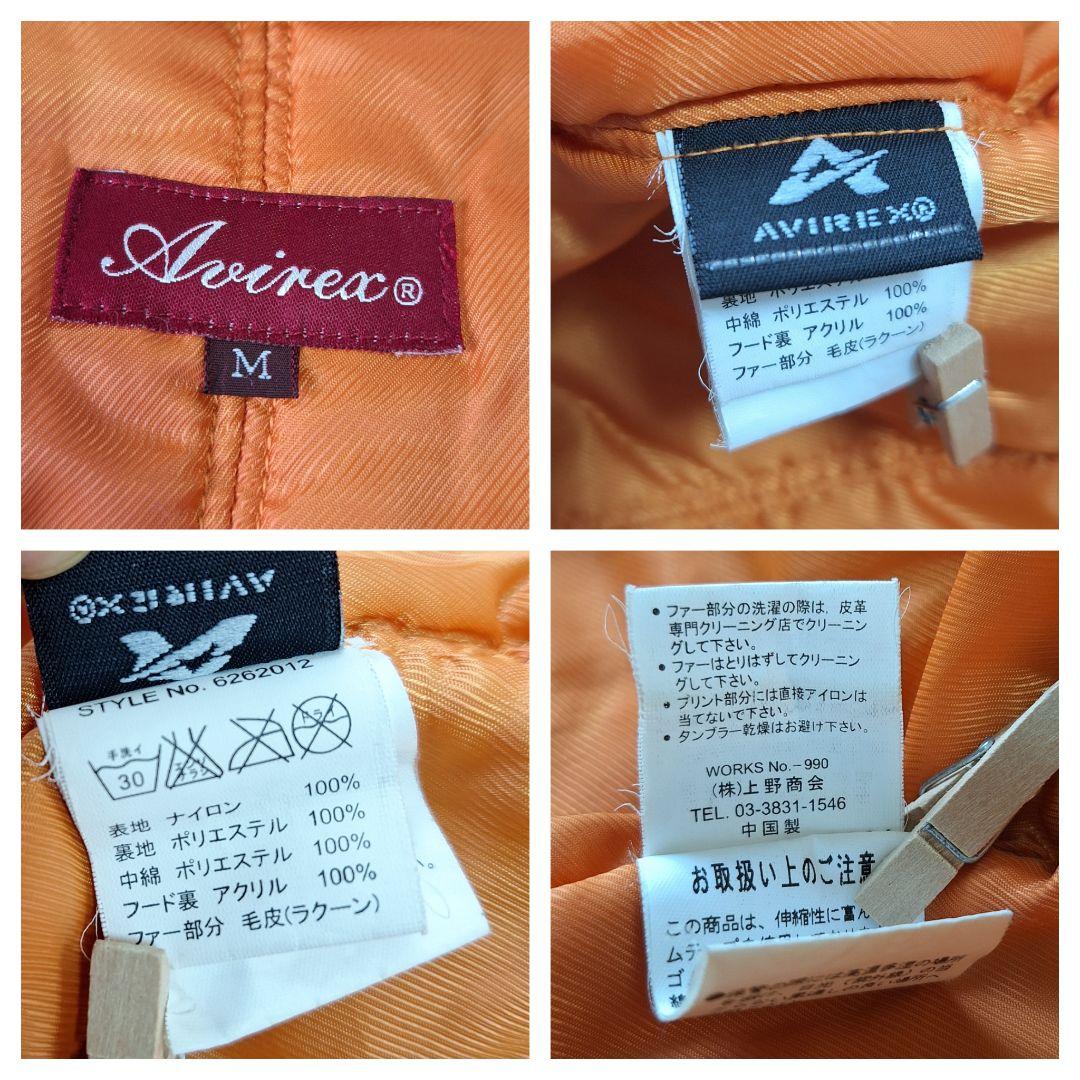 Avirex®
M
AVIREX®
裏地 ポリエステル
中綿 ポリエステル 100%
フード裏 アクリル 100%
ファー部分 毛皮(ラクーン)
AVIREX®
STYLE No. 6262012
手洗イ
30
ドライ
表地 ナイロン 100%
裏地 ポリエステル 100%
中綿 ポリエステル 100%
フード裏 アクリル 100%
ファー部分 毛皮(ラクーン)
●ファー部分の洗濯の際は、皮革
専門クリーニング店でクリーニン
グして下さい。
●ファーはとりはずしてクリーニン
グして下さい。
●プリント部分には直接アイロンは
当てないで下さい。
●タンブラー乾燥はお避け下さい。
WORKS No.-990
(株)上野商会
TEL. 03-3831-1546
中国製
お取扱い上のご注意
この商品は、伸縮性に富ん
ム
ゴ